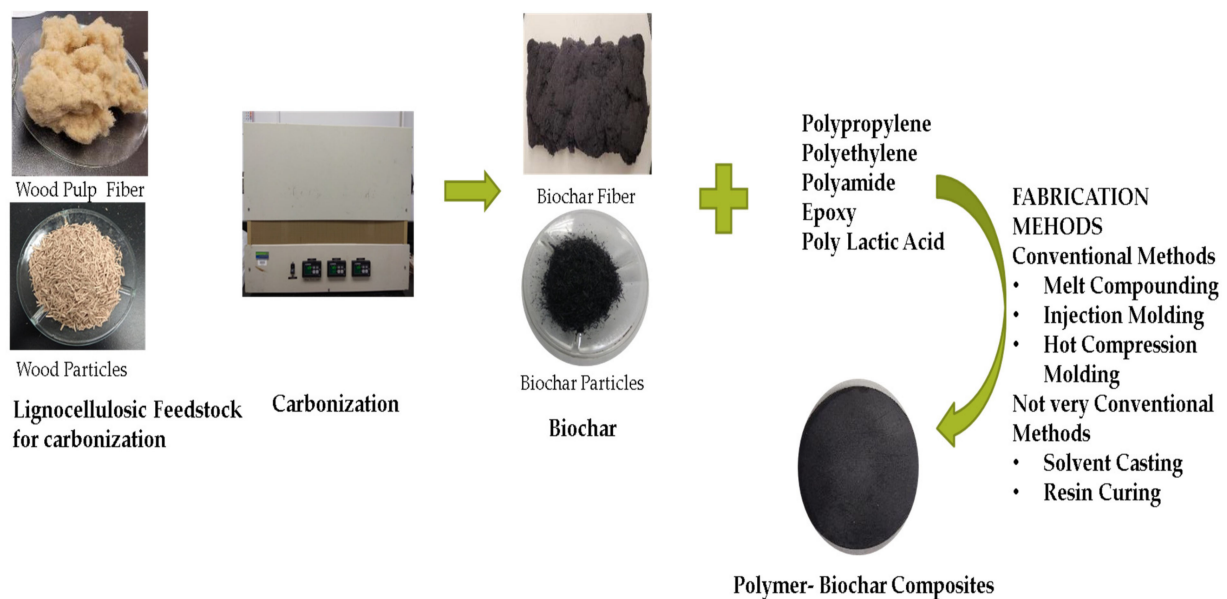 Wood Pulp Fiber
Wood Particles
Lignocellulosic Feedstock
for carbonization
Carbonization
Biochar Fiber
Biochar Particles
Biochar
Polypropylene
Polyethylene
Polyamide
Epoxy
Poly Lactic Acid
FABRICATION
MEHODS
Conventional Methods
• Melt Compounding
• Injection Molding
• Hot Compression
Molding
Not very Conventional
Methods
• Solvent Casting
• Resin Curing
Polymer- Biochar Composites